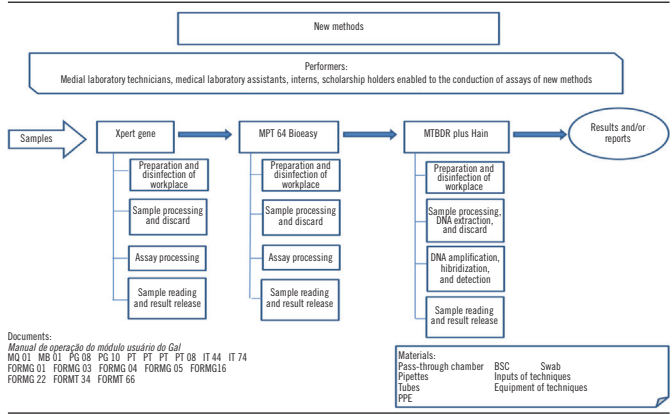 New methods
Performers:
Medial laboratory technicians, medical laboratory assistants, interns, scholarship holders enabled to the conduction of assays of new methods
Samples
Xpert gene
MPT 64 Bioeasy
MTBDR plus Hain
Results and/or
reports
Preparation and
disinfection of
workplace
Sample processing
and discard
Assay processing
Sample reading
and result release
Preparation and
disinfection of
workplace
Sample processing
and discard
Assay processing
Sample reading
and result release
Preparation and
disinfection of
workplace
Sample processing,
DNA extraction,
and discard
DNA amplification,
hibridization,
and detection
Sample reading
and result release
Documents:
Manual de operação do módulo usuário do Gal
MQ 01 MB 01 PG 08 PG 10 PT PT PT PT 08 IT 44 IT 74
FORMG 01 FORMG 03 FORMG 04 FORMG 05 FORMG16
FORMG 22 FORMT 34 FORMT 66
Materials:
Pass-through chamber BSC Swab
Pipettes Inputs of techniques
Tubes Equipment of techniques
PPE